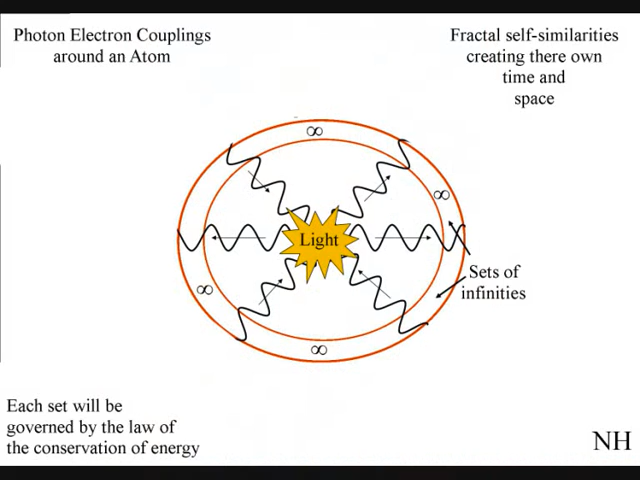 Photon Electron Couplings
around an Atom
Fractal self-similarities
creating there own
time and
space
∞
∞
Light
Sets of
infinities
∞
∞
Each set will be
governed by the law of
the conservation of energy
NH